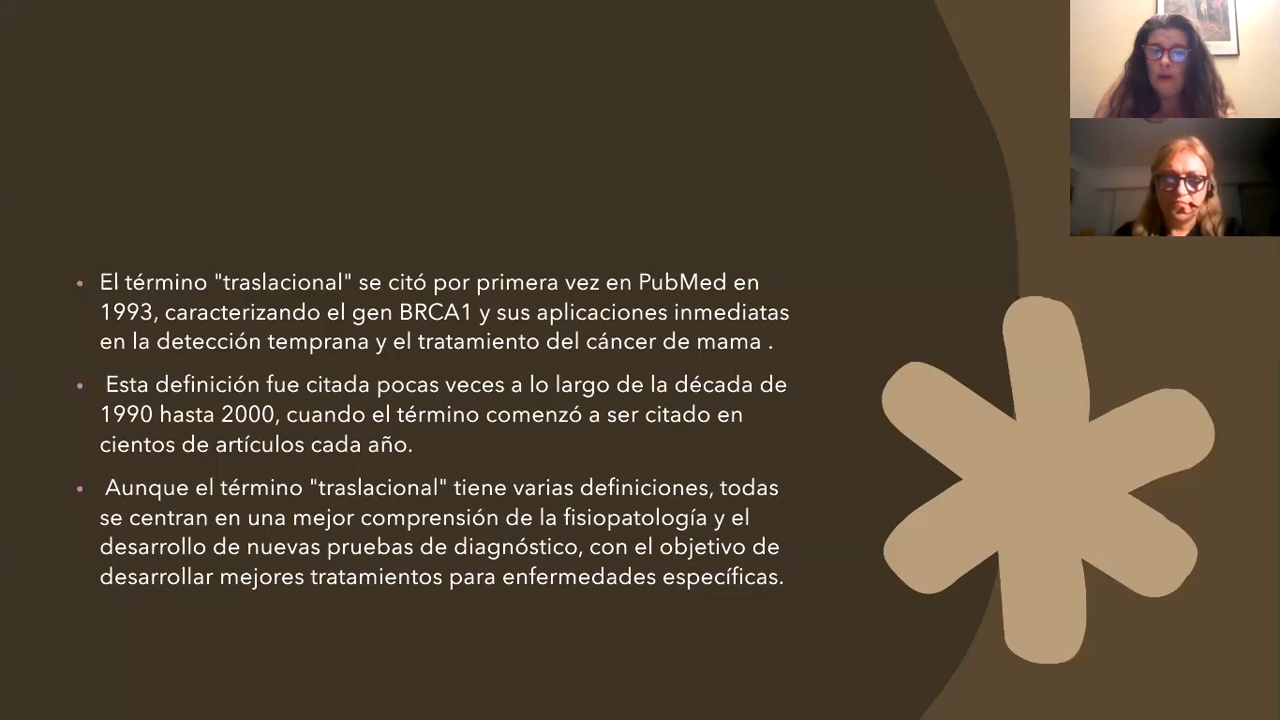 • El término "traslacional" se citó por primera vez en PubMed en
1993, caracterizando el gen BRCA1 y sus aplicaciones inmediatas
en la detección temprana y el tratamiento del cáncer de mama .
• Esta definición fue citada pocas veces a lo largo de la década de
1990 hasta 2000, cuando el término comenzó a ser citado en
cientos de artículos cada año.
• Aunque el término "traslacional" tiene varias definiciones, todas
se centran en una mejor comprensión de la fisiopatología y el
desarrollo de nuevas pruebas de diagnóstico, con el objetivo de
desarrollar mejores tratamientos para enfermedades específicas.